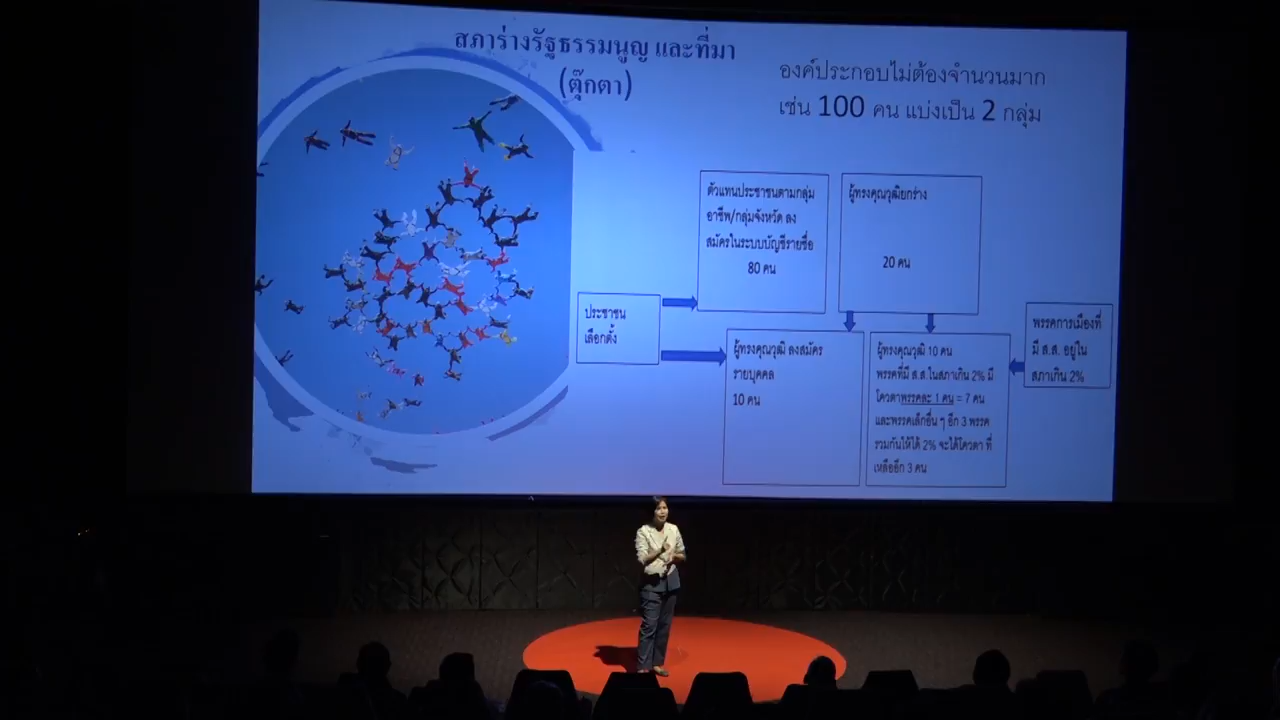 สภาร่างรัฐธรรมนูญ และที่มา
(ตุ๊กตา)
องค์ประกอบไม่ต้องจำนวนมาก
เช่น 100 คน แบ่งเป็น 2 กลุ่ม
ตัวแทนประชาชนตามกลุ่ม
อาชีพ/กลุ่มจังหวัด ลง
สมัครในระบบบัญชีรายชื่อ
80 คน
ผู้ทรงคุณวุฒิยกร่าง
20 คน
ประชาชน
เลือกตั้ง
ผู้ทรงคุณวุฒิ ลงสมัคร
รายบุคคล
10 คน
ผู้ทรงคุณวุฒิ 10 คน
พรรคที่มี ส.ส.ในสภาเกิน 2% มี
โควตาพรรคละ 1 คน = 7 คน
และพรรคเล็กอื่น ๆ อีก 3 พรรค
รวมกันให้ได้ 2% จะได้โควตา ที่
เหลืออีก 3 คน
พรรคการเมืองที่
มี ส.ส. อยู่ใน
สภาเกิน 2%